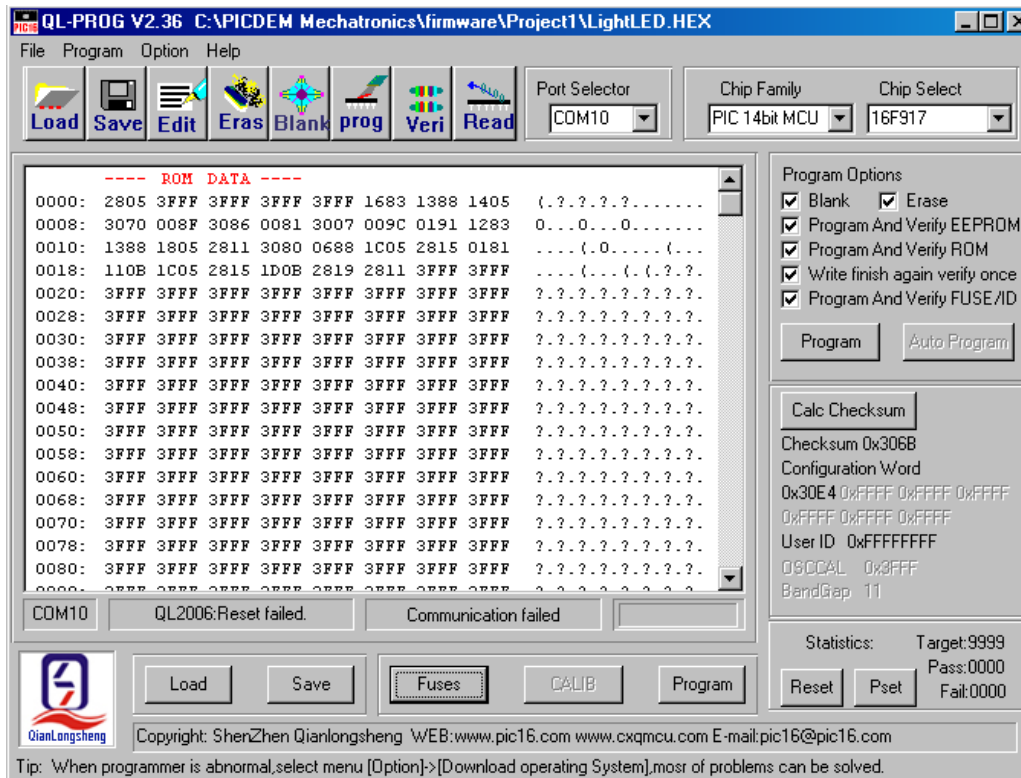 QL-PROG V2.36 C:\PICDEM Mechatronics\firmware\Project1\LightLED.HEX
File Program Option Help
Load Save Edit Eras Blank prog Veri Read
Port Selector
COM10
Chip Family Chip Select
PIC 14bit MCU 16F917
---- ROM DATA ----
0000: 2805 3FFF 3FFF 3FFF 3FFF 1683 1388 1405 (.?.?.?.?.......
0008: 3070 008F 3086 0081 3007 009C 0191 1283 0...0...0.......
0010: 1388 1805 2811 3080 0688 1C05 2815 0181 ....(.0.....(...
0018: 110B 1C05 2815 1D0B 2819 2811 3FFF 3FFF ....(...(.(.?.?.
0020: 3FFF 3FFF 3FFF 3FFF 3FFF 3FFF 3FFF 3FFF ?.?.?.?.?.?.?.?.
0028: 3FFF 3FFF 3FFF 3FFF 3FFF 3FFF 3FFF 3FFF ?.?.?.?.?.?.?.?.
0030: 3FFF 3FFF 3FFF 3FFF 3FFF 3FFF 3FFF 3FFF ?.?.?.?.?.?.?.?.
0038: 3FFF 3FFF 3FFF 3FFF 3FFF 3FFF 3FFF 3FFF ?.?.?.?.?.?.?.?.
0040: 3FFF 3FFF 3FFF 3FFF 3FFF 3FFF 3FFF 3FFF ?.?.?.?.?.?.?.?.
0048: 3FFF 3FFF 3FFF 3FFF 3FFF 3FFF 3FFF 3FFF ?.?.?.?.?.?.?.?.
0050: 3FFF 3FFF 3FFF 3FFF 3FFF 3FFF 3FFF 3FFF ?.?.?.?.?.?.?.?.
0058: 3FFF 3FFF 3FFF 3FFF 3FFF 3FFF 3FFF 3FFF ?.?.?.?.?.?.?.?.
0060: 3FFF 3FFF 3FFF 3FFF 3FFF 3FFF 3FFF 3FFF ?.?.?.?.?.?.?.?.
0068: 3FFF 3FFF 3FFF 3FFF 3FFF 3FFF 3FFF 3FFF ?.?.?.?.?.?.?.?.
0070: 3FFF 3FFF 3FFF 3FFF 3FFF 3FFF 3FFF 3FFF ?.?.?.?.?.?.?.?.
0078: 3FFF 3FFF 3FFF 3FFF 3FFF 3FFF 3FFF 3FFF ?.?.?.?.?.?.?.?.
0080: 3FFF 3FFF 3FFF 3FFF 3FFF 3FFF 3FFF 3FFF ?.?.?.?.?.?.?.?.
COM10 QL2006:Reset failed. Communication failed
Program Options
Blank Erase
Program And Verify EEPROM
Program And Verify ROM
Write finish again verify once
Program And Verify FUSE/ID
Program Auto Program
Calc Checksum
Checksum 0x306B
Configuration Word
0x30E4 0xFFFF 0xFFFF 0xFFFF
0xFFFF 0xFFFF 0xFFFF
User ID 0xFFFFFFFF
OSCCAL 0x3FFF
BandGap 11
Statistics: Target:9999
Pass:0000
Reset Pset Fail:0000
Load Save Fuses CALIB Program
QianLongsheng
Copyright: ShenZhen Qianlongsheng WEB:www.pic16.com www.cxqmcu.com E-mail:pic16@pic16.com
Tip: When programmer is abnormal,select menu [Option]->[Download operating System],mosr of problems can be solved.